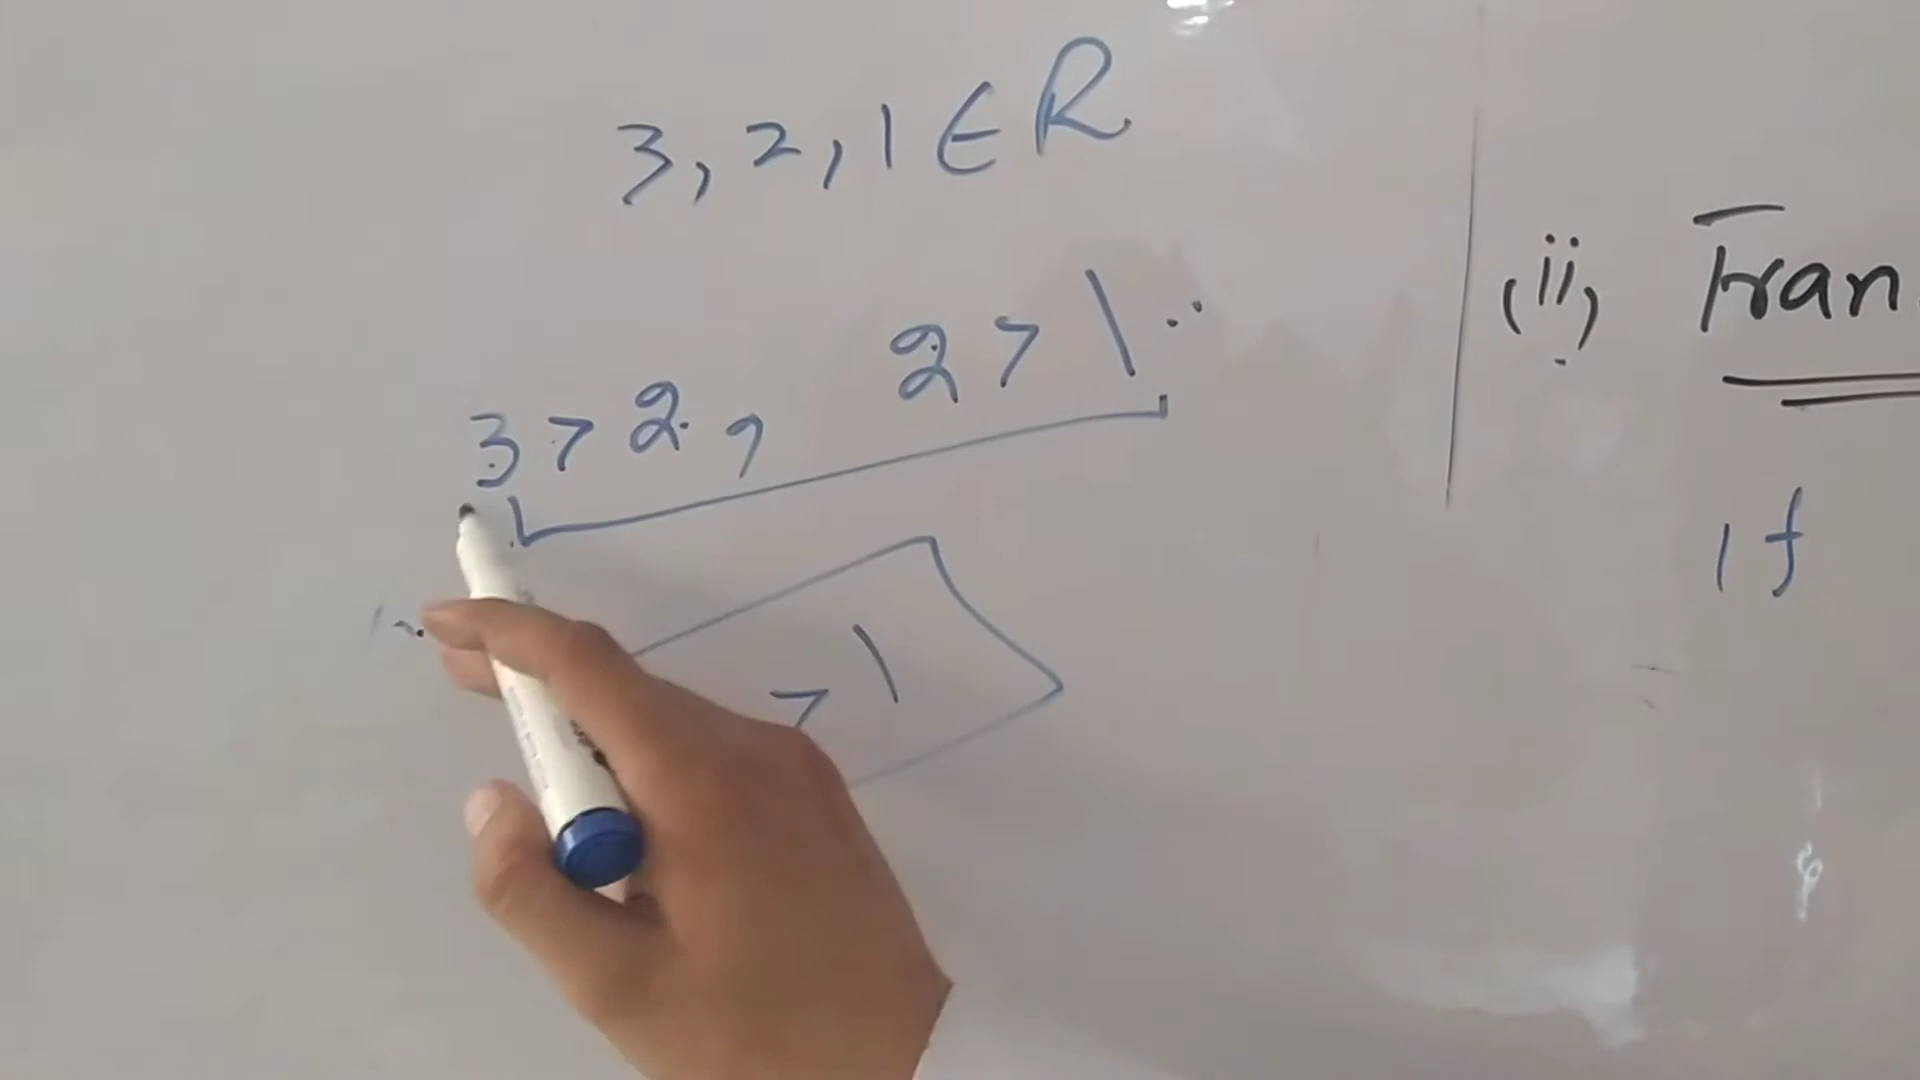 3, 2, 1 ∈ R
3 > 2, 2 > 1
> 1
(ii) Tran
If